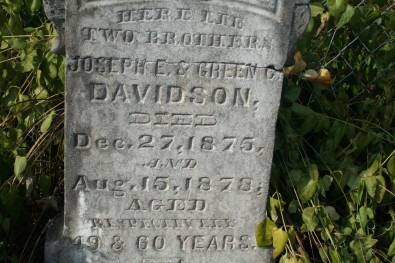 HERE LIE
TWO BROTHERS
JOSEPH E. & GREEN C.
DAVIDSON,
DIED
Dec. 27, 1875,
AND
Aug. 15, 1878,
AGED
RESPECTIVELY
49 & 60 YEARS.